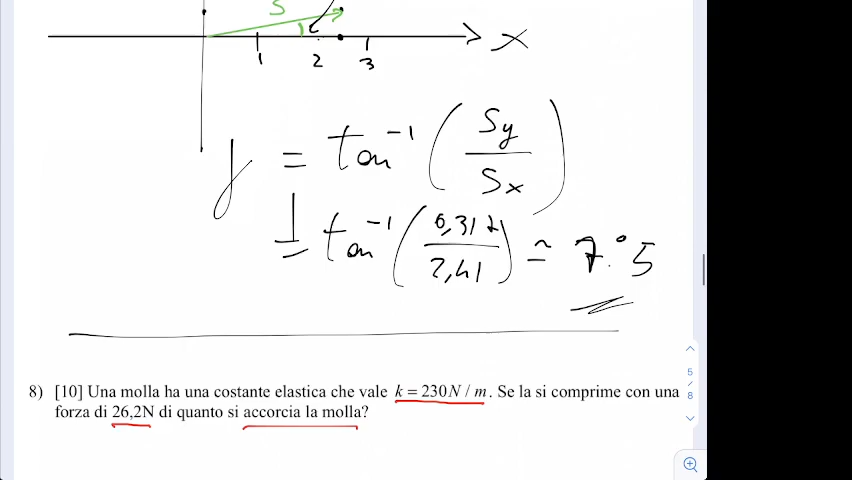 S
x
1 2 3
γ = tan⁻¹ (Sy / Sx)
= tan⁻¹ (0,317 / 2,41) ≃ 7.°5
8) [10] Una molla ha una costante elastica che vale k = 230N / m. Se la si comprime con una
forza di 26,2N di quanto si accorcia la molla?
5
/
8